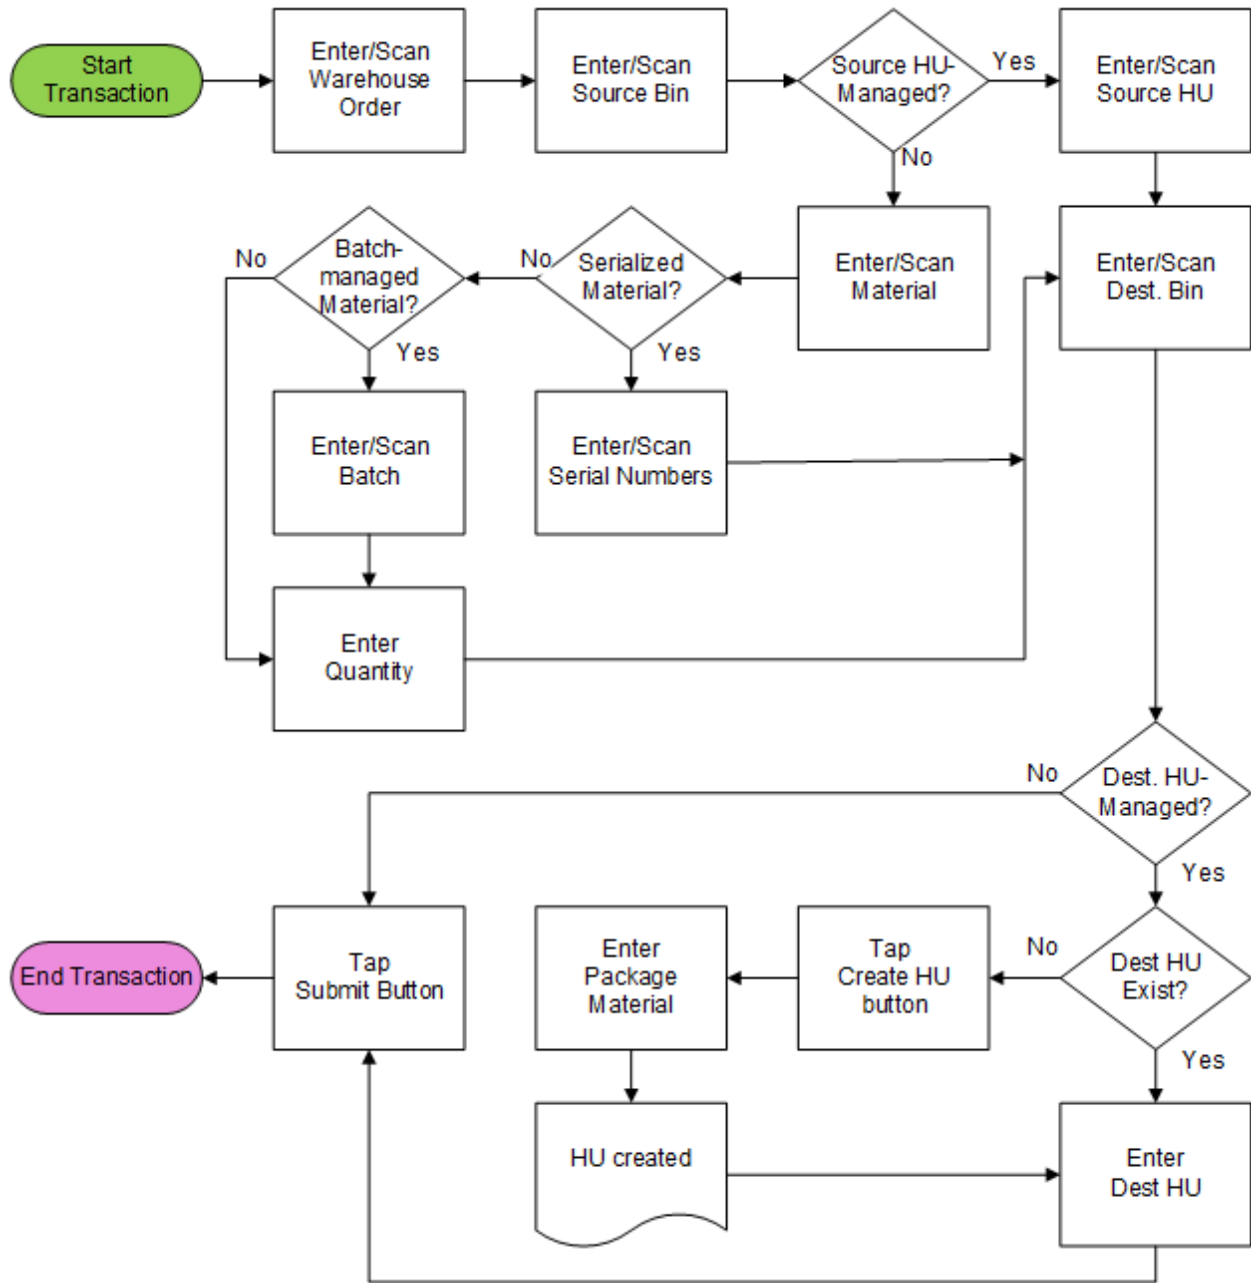 Start
Transaction
Enter/Scan
Warehouse
Order
Enter/Scan
Source Bin
Source HU-
Managed?
Yes
Enter/Scan
Source HU
No
No
Batch-
managed
Material?
No
Serialized
Material?
Enter/Scan
Material
Enter/Scan
Dest. Bin
Yes
Yes
Enter/Scan
Batch
Enter/Scan
Serial Numbers
Enter
Quantity
No
Dest. HU-
Managed?
Yes
End Transaction
Tap
Submit Button
Enter
Package
Material
Tap
Create HU
button
No
Dest HU
Exist?
Yes
HU created
Enter
Dest HU